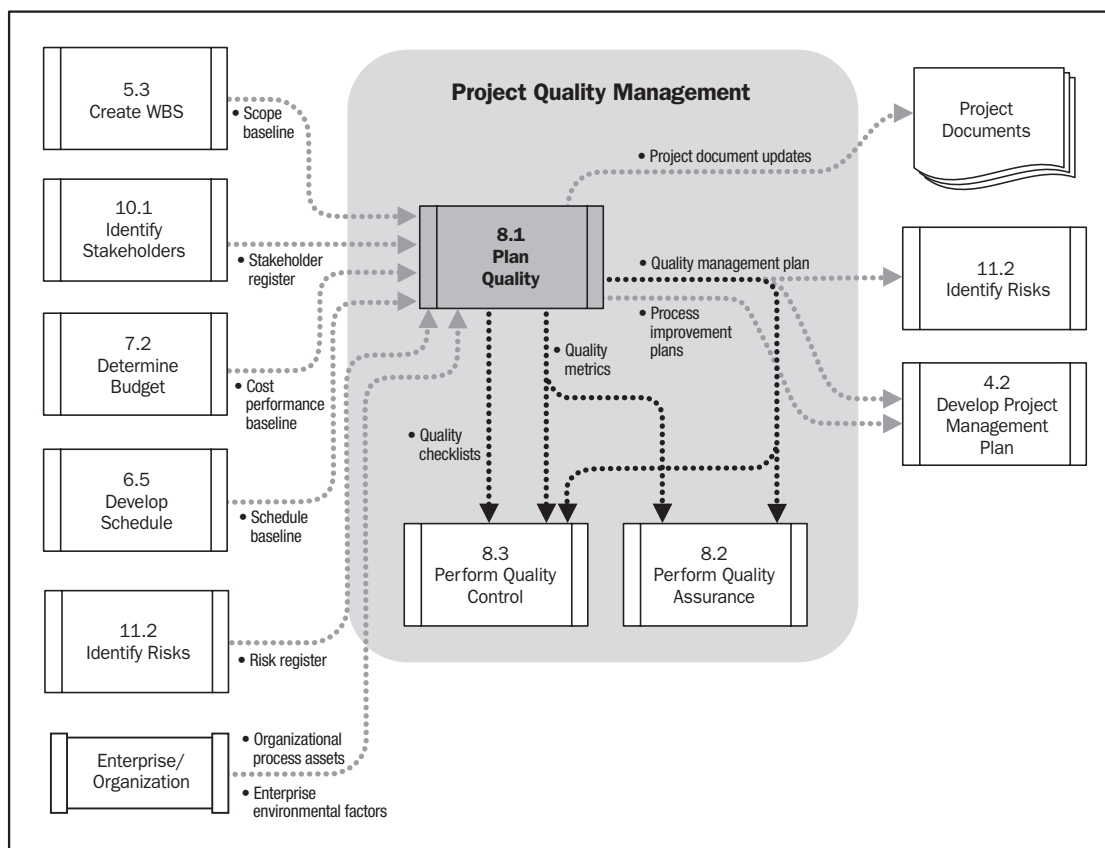 Project Quality Management
5.3
Create WBS
• Scope
baseline
10.1
Identify
Stakeholders
• Stakeholder
register
7.2
Determine
Budget
• Cost
performance
baseline
6.5
Develop
Schedule
• Schedule
baseline
11.2
Identify Risks
• Risk register
Enterprise/
Organization
• Organizational
process assets
• Enterprise
environmental factors
8.1
Plan
Quality
• Project document updates
• Quality management plan
• Process
improvement
plans
• Quality
metrics
• Quality
checklists
8.3
Perform Quality
Control
8.2
Perform Quality
Assurance
Project
Documents
11.2
Identify Risks
4.2
Develop Project
Management
Plan